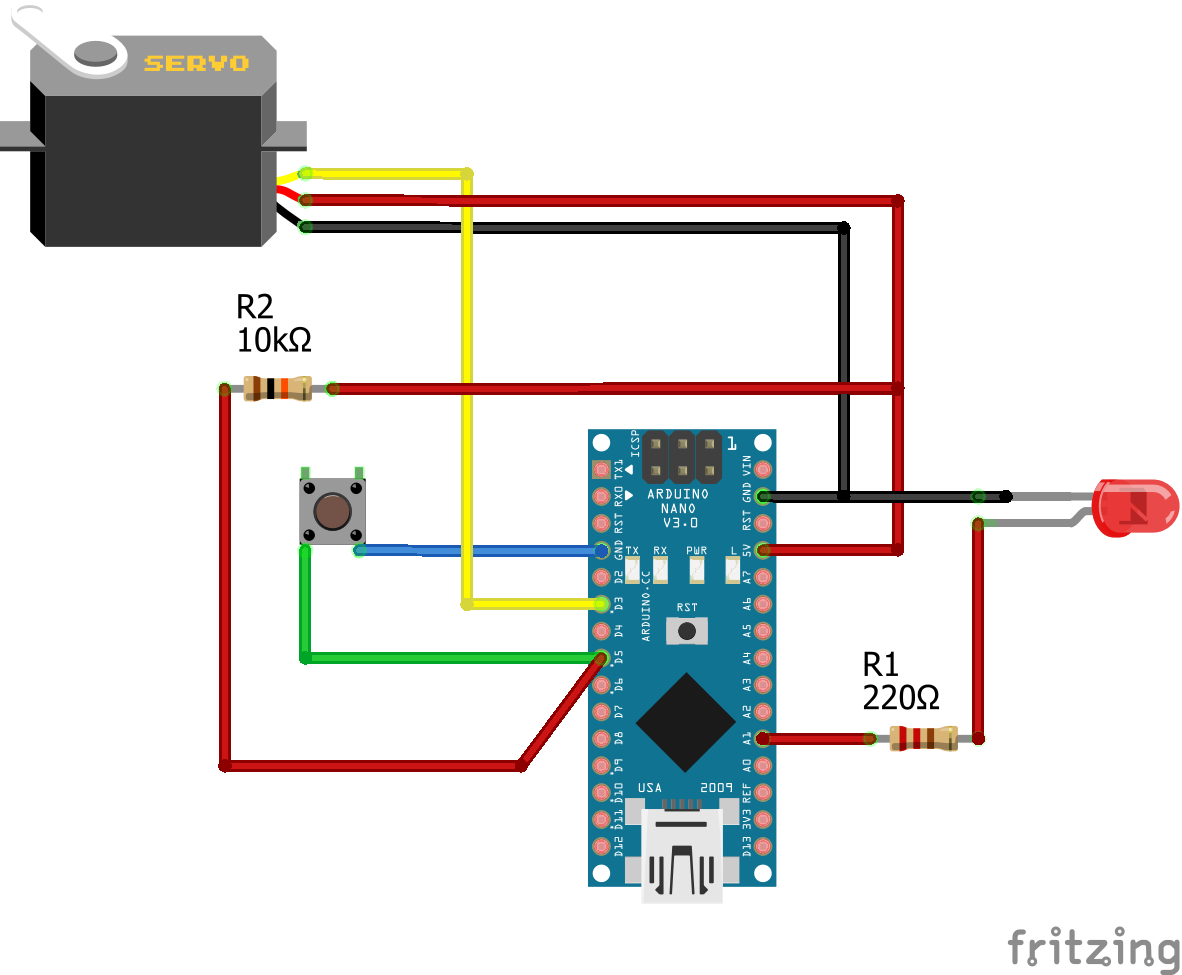 SERVO
R2
10kΩ
ICSP
1
TX1
RX0
RST
GND
D2
D3
D4
D5
D6
D7
D8
D9
D10
D11
D12
VIN
GND
RST
5V
A7
A6
A5
A4
A3
A2
A1
A0
REF
3V3
D13
ARDUINO
NANO
V3.0
TX RX PWR L
ARDUINO.CC
RST
USA 2009
R1
220Ω
fritzing